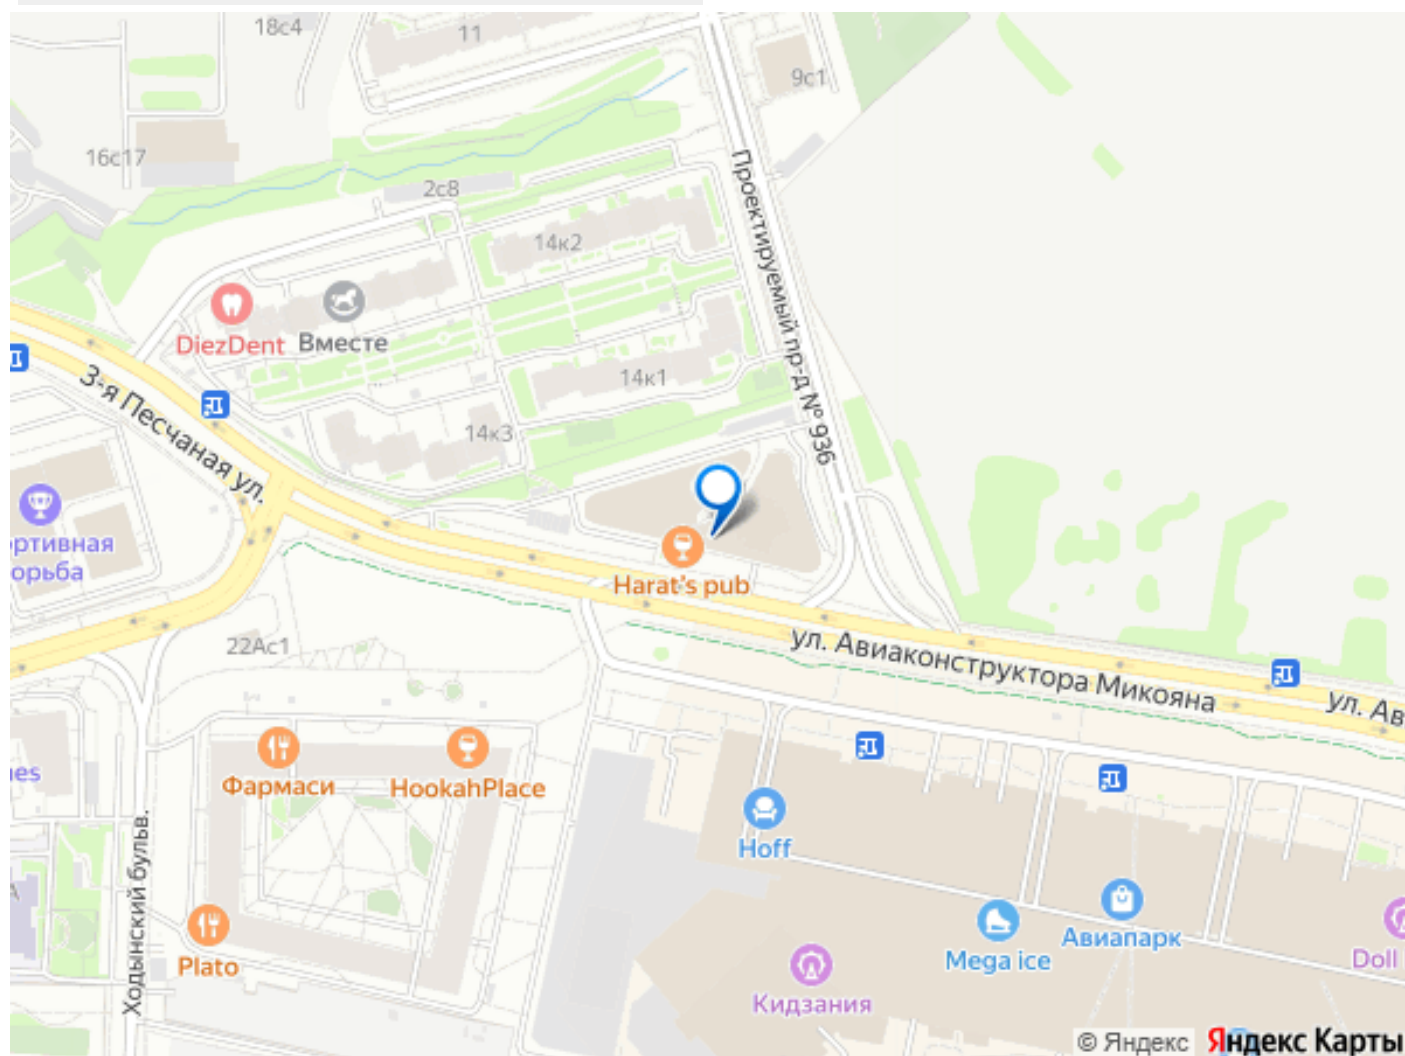 18с4
11
9с1
16с17
2с8
Проектируемый пр-д № 936
14к2
DiezDent
Вместе
3-я Песчаная ул.
14к1
14к3
ортивная
орьба
Harat's pub
22Ас1
ул. Авиаконструктора Микояна
ул. Ав
es
Фармаси
HookahPlace
Ходынский бульв.
Hoff
Авиапарк
Mega ice
Doll
Plato
Кидзания
© Яндекс Яндекс Карты